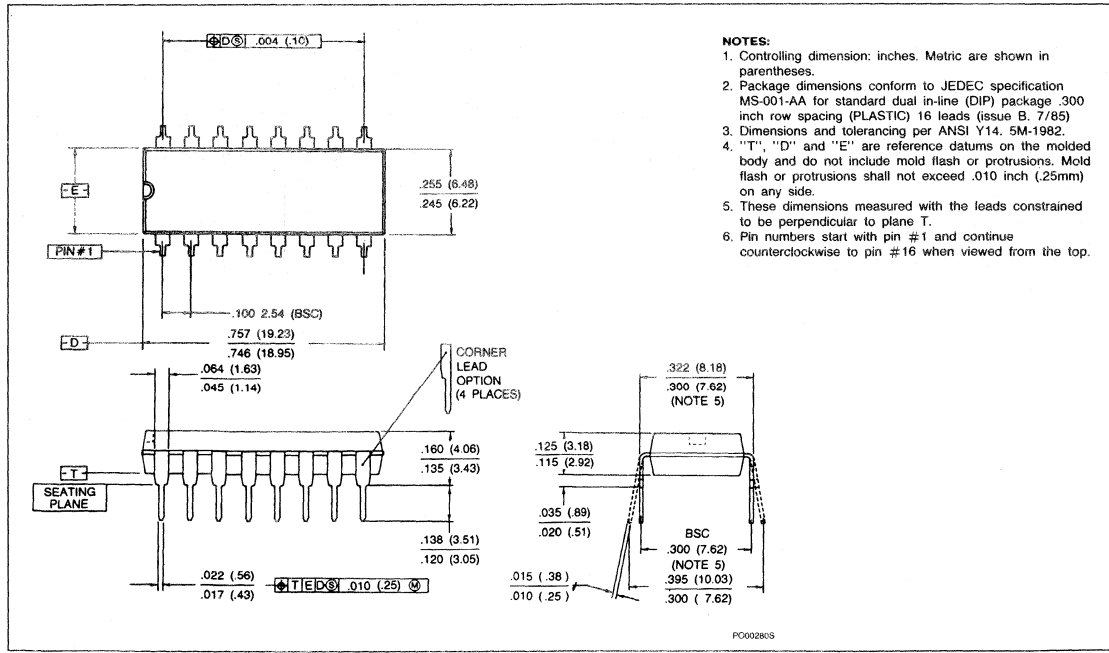 ⌖ D Ⓢ .004 (.10)
-E-
.255 (6.48)
.245 (6.22)
PIN #1
.100 2.54 (BSC)
-D-
.757 (19.23)
.746 (18.95)
.064 (1.63)
.045 (1.14)
CORNER
LEAD
OPTION
(4 PLACES)
.160 (4.06)
.135 (3.43)
-T-
SEATING
PLANE
.138 (3.51)
.120 (3.05)
.022 (.56)
.017 (.43)
⌖ T E D Ⓢ .010 (.25) Ⓜ
NOTES:
1. Controlling dimension: inches. Metric are shown in
parentheses.
2. Package dimensions conform to JEDEC specification
MS-001-AA for standard dual in-line (DIP) package .300
inch row spacing (PLASTIC) 16 leads (issue B. 7/85)
3. Dimensions and tolerancing per ANSI Y14. 5M-1982.
4. "T", "D" and "E" are reference datums on the molded
body and do not include mold flash or protrusions. Mold
flash or protrusions shall not exceed .010 inch (.25mm)
on any side.
5. These dimensions measured with the leads constrained
to be perpendicular to plane T.
6. Pin numbers start with pin #1 and continue
counterclockwise to pin #16 when viewed from the top.
.322 (8.18)
.300 (7.62)
(NOTE 5)
.125 (3.18)
.115 (2.92)
.035 (.89)
.020 (.51)
BSC
.300 (7.62)
(NOTE 5)
.395 (10.03)
.300 ( 7.62)
.015 ( .38 )
.010 ( .25 )
PO00280S